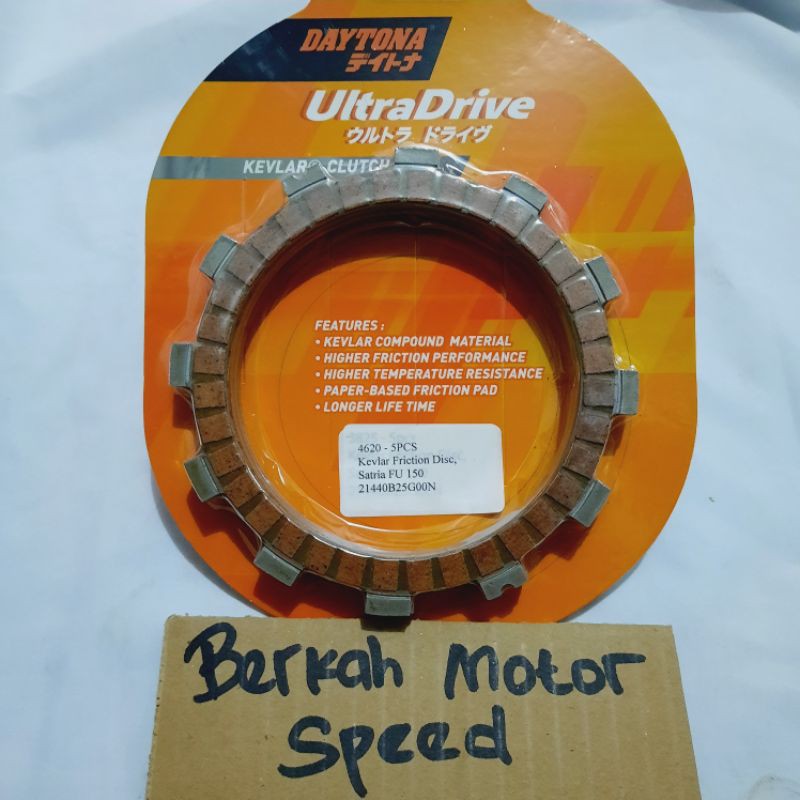 DAYTONA
デイトナ
UltraDrive
ウルトラ ドライヴ
KEVLAR® CLUTCH
FEATURES :
• KEVLAR COMPOUND MATERIAL
• HIGHER FRICTION PERFORMANCE
• HIGHER TEMPERATURE RESISTANCE
• PAPER-BASED FRICTION PAD
• LONGER LIFE TIME
4620 - 5PCS
Kevlar Friction Disc,
Satria FU 150
21440B25G00N
Berkah Motor
Speed